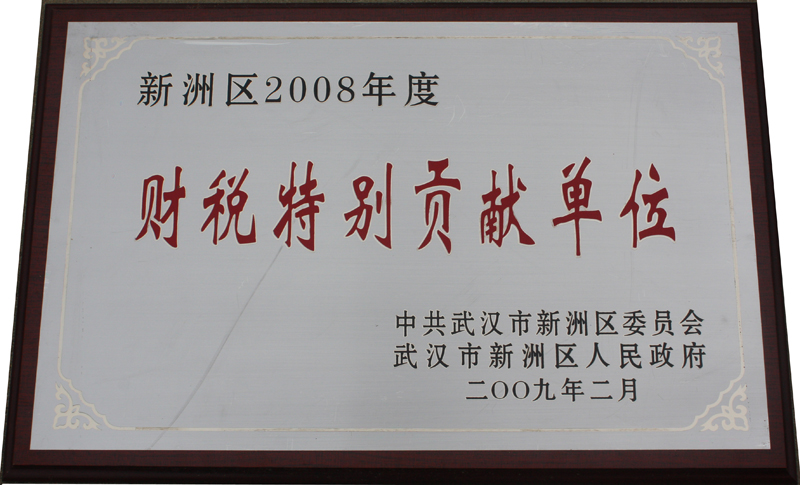 新洲区2008年度
财税特别贡献单位
中共武汉市新洲区委员会
武汉市新洲区人民政府
二〇〇九年二月